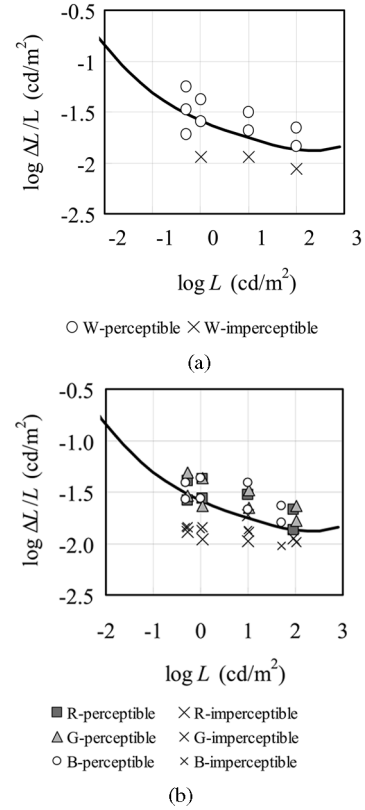 -0.5
-1
-1.5
-2
-2.5
log ΔL/L (cd/m²)
-2 -1 0 1 2 3
log L (cd/m²)
○ W-perceptible × W-imperceptible
(a)
-0.5
-1.0
-1.5
-2.0
-2.5
log ΔL/L (cd/m²)
-2 -1 0 1 2 3
log L (cd/m²)
R-perceptible × R-imperceptible
G-perceptible × G-imperceptible
B-perceptible × B-imperceptible
(b)